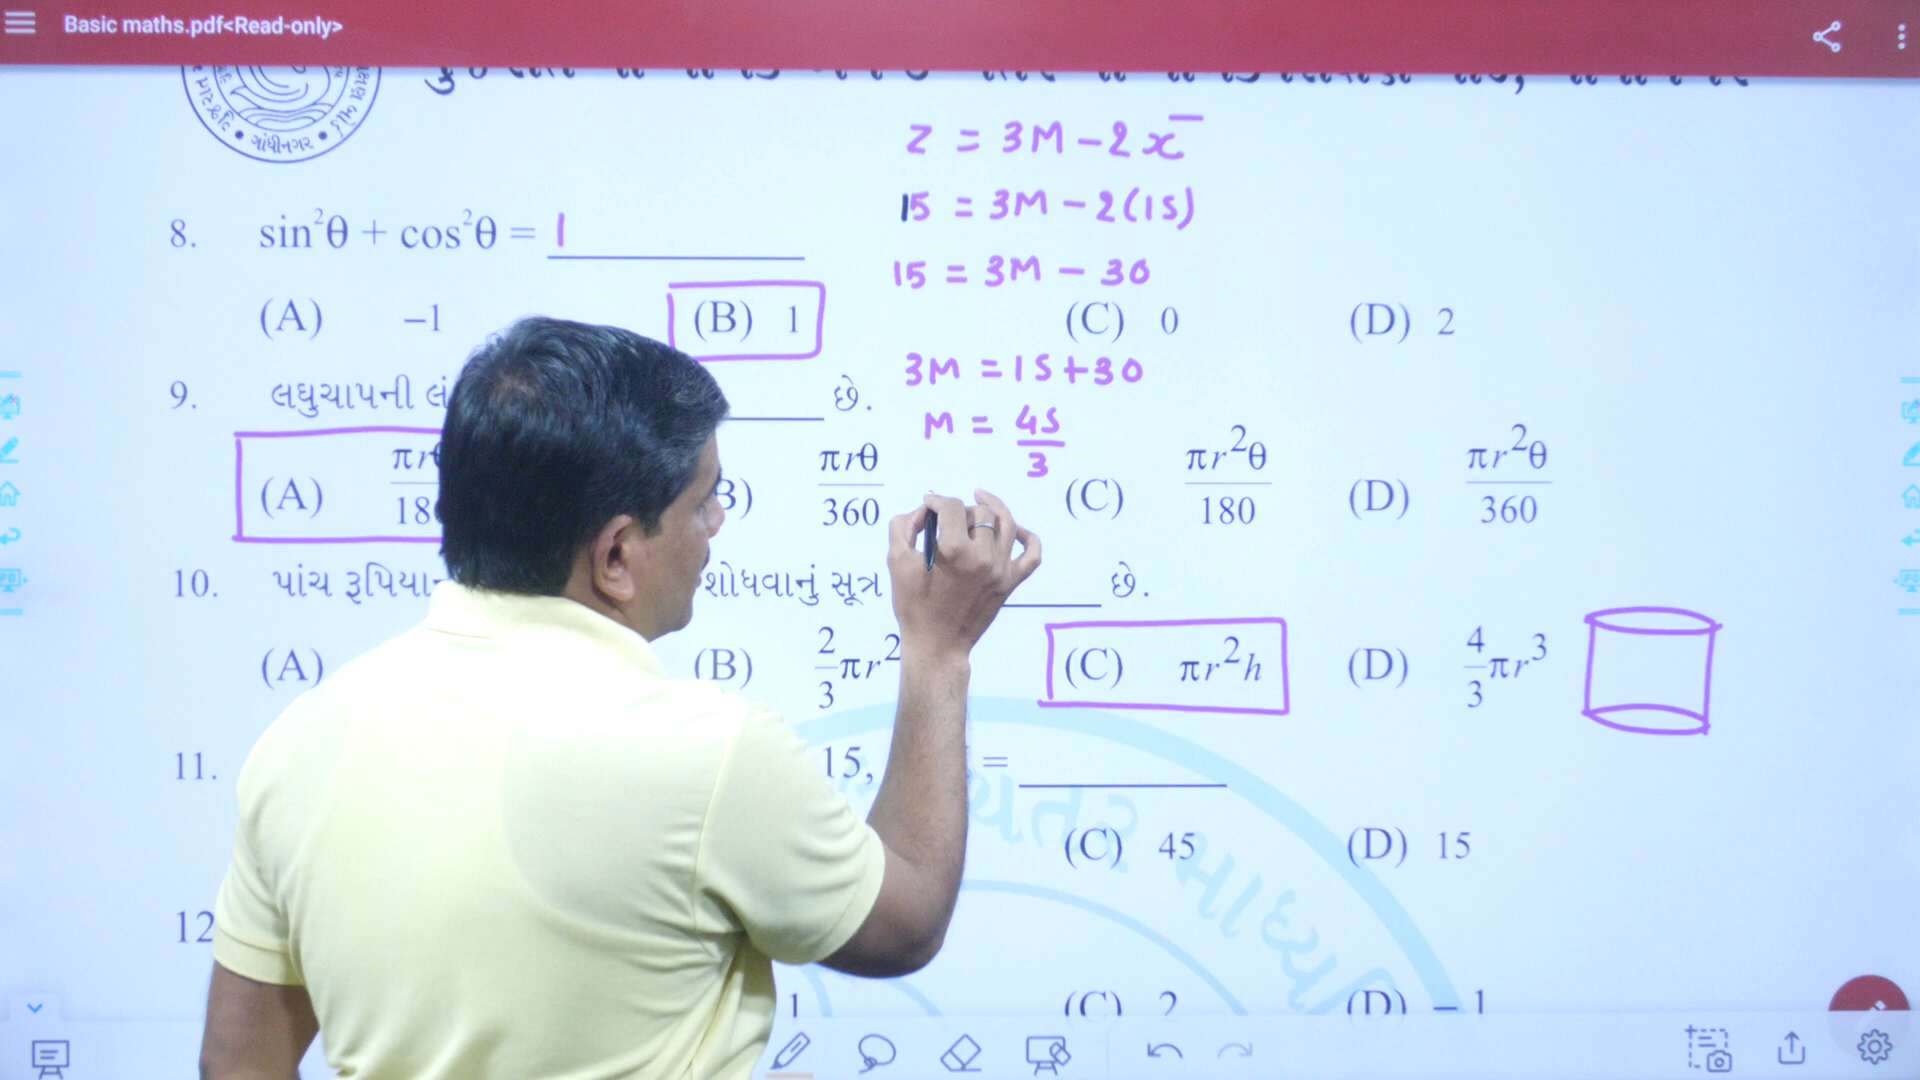 Basic maths.pdf<Read-only>
ગાંધીનગર
Z = 3M - 2x̄
15 = 3M - 2(15)
15 = 3M - 30
8. sin²θ + cos²θ = 1
(A) −1 (B) 1 (C) 0 (D) 2
3M = 15+30
M = 45/3
9. લઘુચાપની છે.
(A) (B) πrθ/360 (C) πr²θ/180 (D) πr²θ/360
10. પાંચ શોધવાનું સૂત્ર છે.
(A) (B) 2/3πr² (C) πr²h (D) 4/3πr³
11. 15, =
(C) 45 (D) 15
12
1 (C) 2 (D) − 1